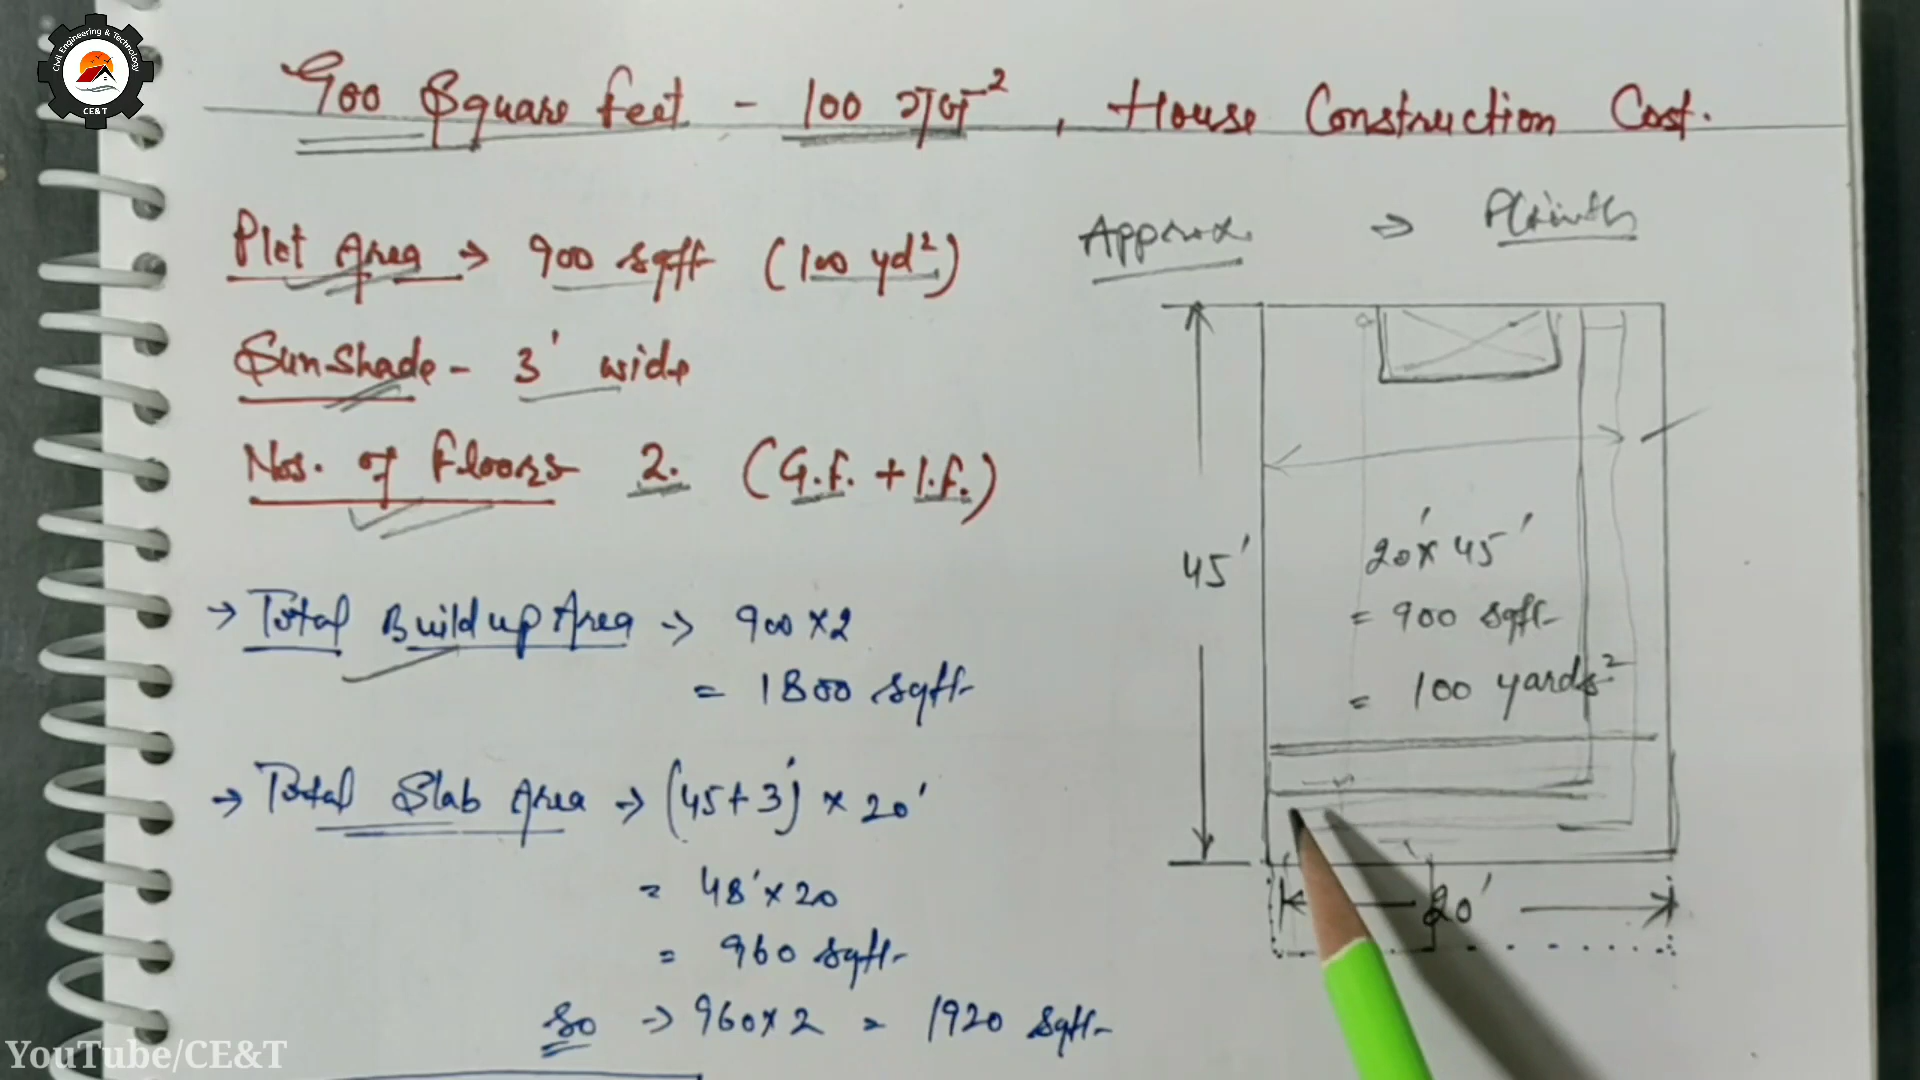 Civil Engineering & Technology
CE&T
900 Square feet - 100 गज², House Construction Cost.
Plot Area → 900 sqft (100 yd²)
Sunshade - 3' wide
Nos. of floors 2. (G.f. + 1.f.)
→ Total Buildup Area → 900 x 2
= 1800 sqft
→ Total Slab Area → (45+3') x 20'
= 48' x 20
= 960 sqft
So → 960 x 2 = 1920 sqft
Approx → Plinth
45'
20' x 45'
= 900 sqft
= 100 yards²
20'
YouTube/CE&T